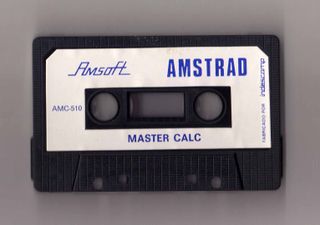 Amsoft
AMSTRAD
AMC-510
MASTER CALC
FABRICADO POR indescomp